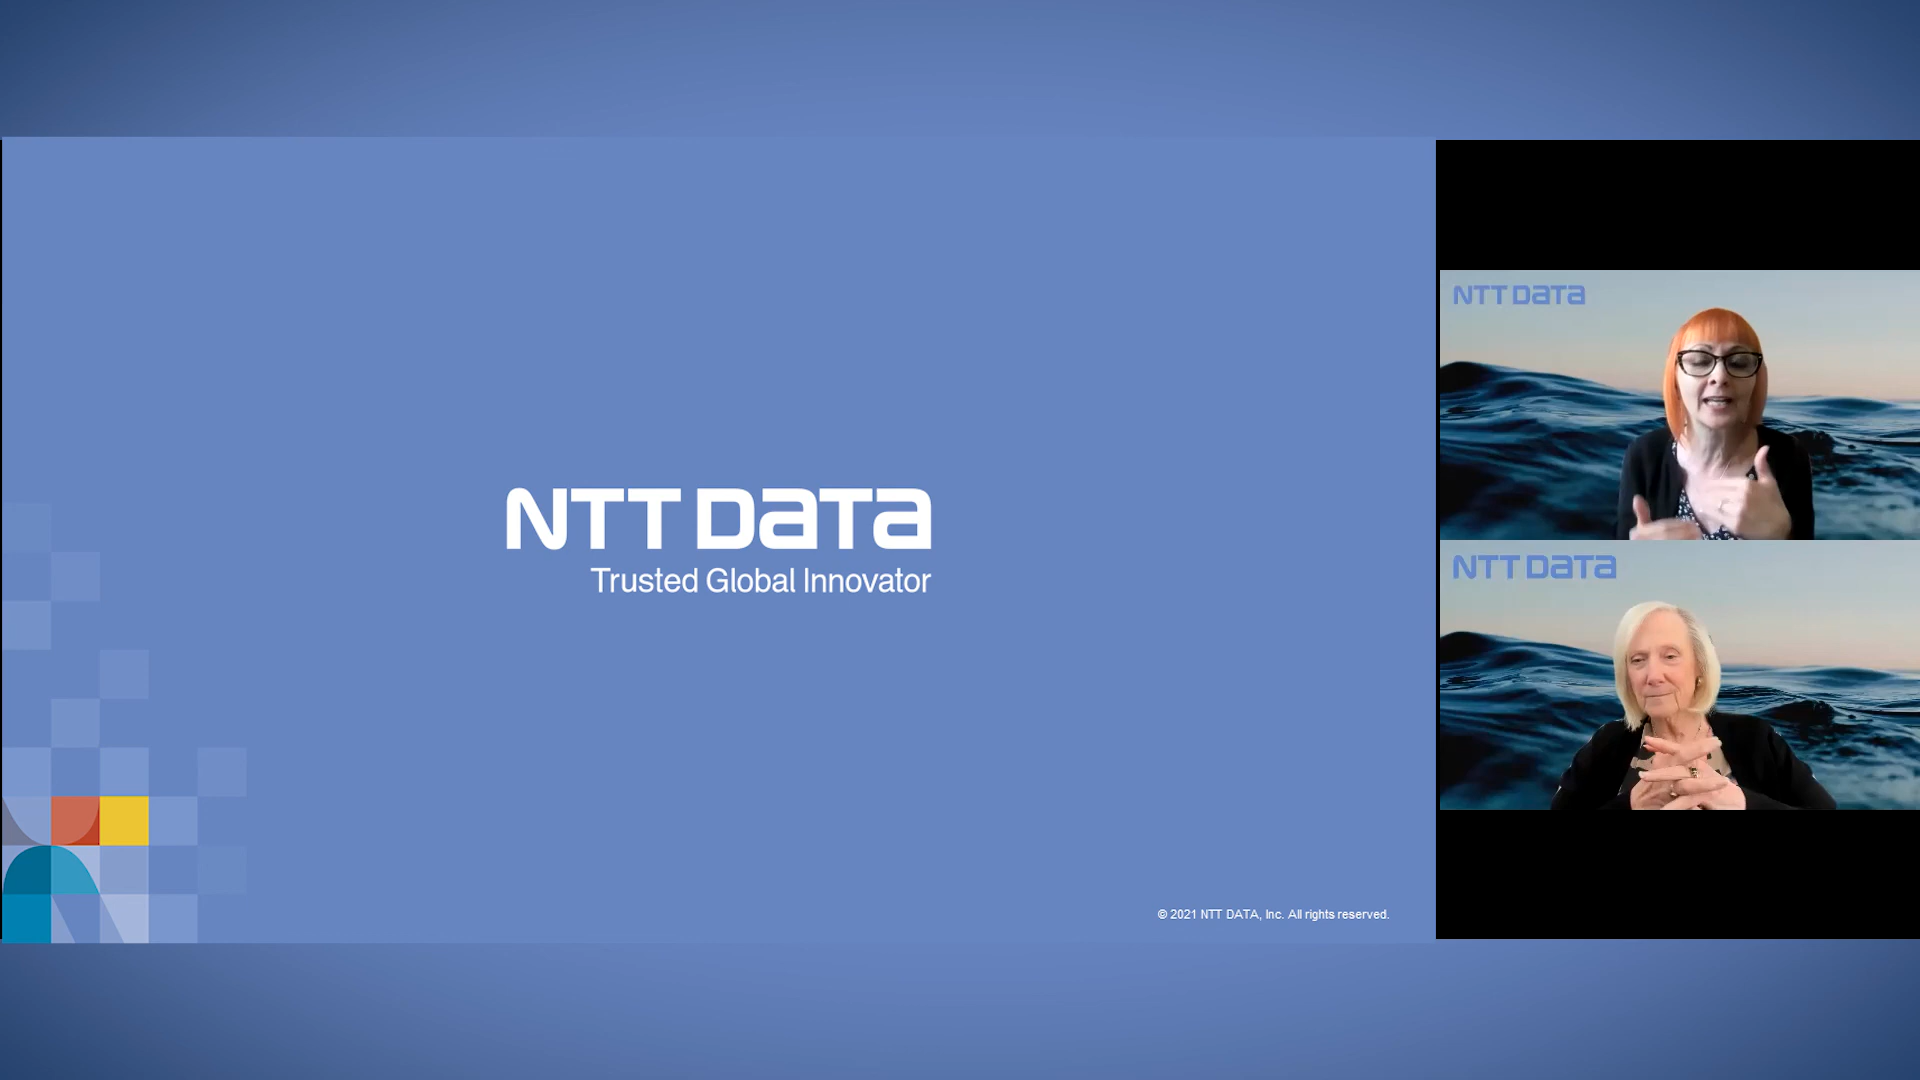 NTT DATA
Trusted Global Innovator
© 2021 NTT DATA, Inc. All rights reserved.
NTT DATA
NTT DATA